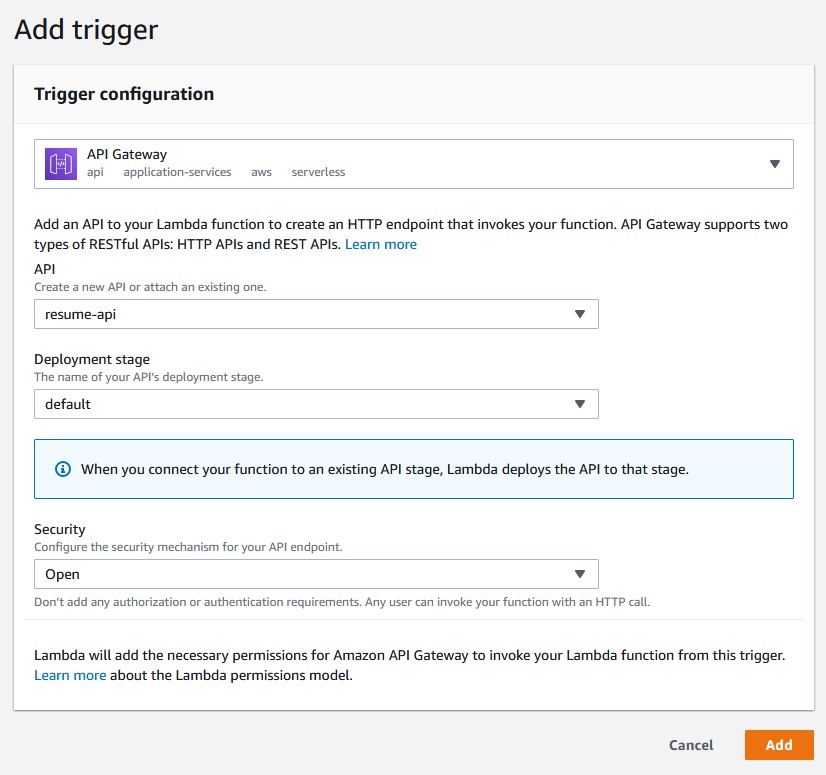 Add trigger
Trigger configuration
API Gateway
api application-services aws serverless
Add an API to your Lambda function to create an HTTP endpoint that invokes your function. API Gateway supports two
types of RESTful APIs: HTTP APIs and REST APIs. Learn more
API
Create a new API or attach an existing one.
resume-api
Deployment stage
The name of your API's deployment stage.
default
When you connect your function to an existing API stage, Lambda deploys the API to that stage.
Security
Configure the security mechanism for your API endpoint.
Open
Don't add any authorization or authentication requirements. Any user can invoke your function with an HTTP call.
Lambda will add the necessary permissions for Amazon API Gateway to invoke your Lambda function from this trigger.
Learn more about the Lambda permissions model.
Cancel Add